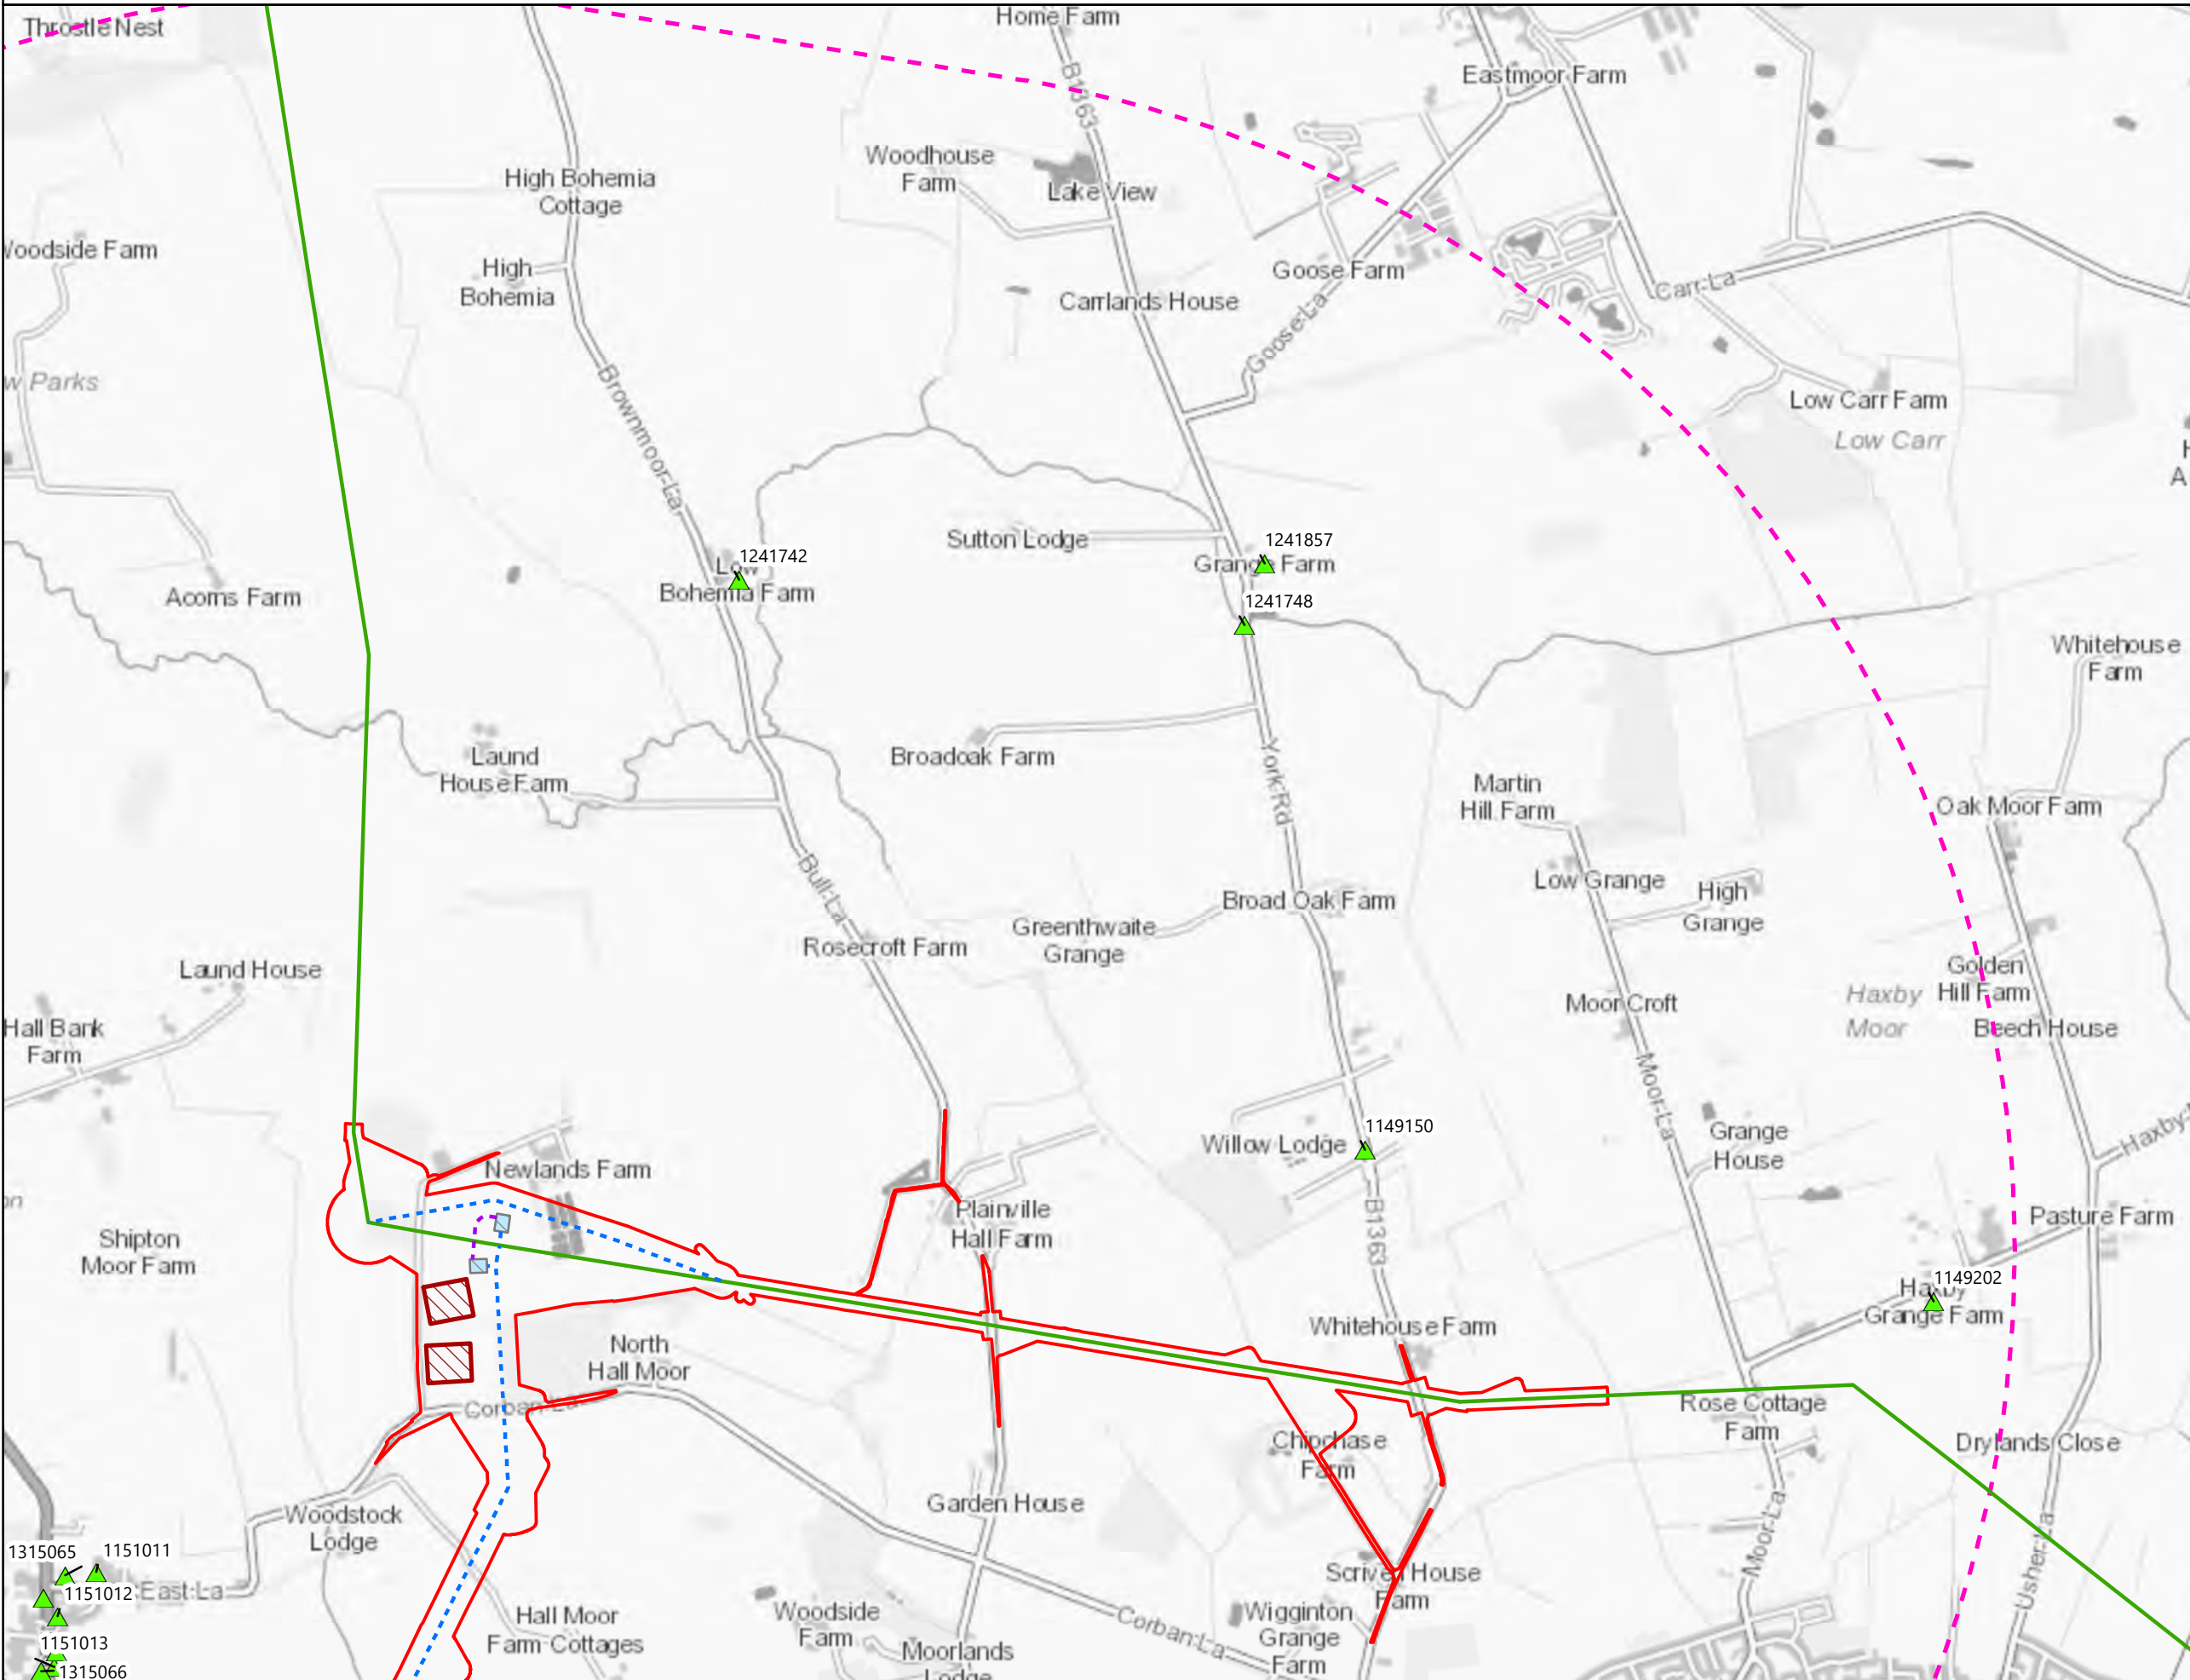 Throstle Nest
Home Farm
B1363
Eastmoor Farm
Woodhouse
Farm
Lake View
High Bohemia
Cottage
Woodside Farm
High
Bohemia
Goose Farm
Carr-La
Carrlands House
Goose-La
w Parks
Brownmoor-La
Low Carr Farm
Low Carr
Sutton Lodge
1241857
Grange Farm
1241742
Low
Bohemia Farm
Acorns Farm
1241748
Whitehouse
Farm
Laund
House Farm
Broadoak Farm
York-Rd
Martin
Hill Farm
Oak Moor Farm
Bull-La
Low Grange
High
Grange
Broad Oak Farm
Greenthwaite
Grange
Rosecroft Farm
Laund House
Golden
Hill Farm
Haxby
Moor
Moor Croft
Beech House
Hall Bank
Farm
Moor-La
1149150
Willow Lodge
Grange
House
Haxby-
Newlands Farm
Plainville
Hall Farm
B1363
Pasture Farm
Shipton
Moor Farm
1149202
Haxby
Grange Farm
Whitehouse Farm
North
Hall Moor
Corban-La
Rose Cottage
Farm
Chipchase
Farm
Drylands Close
Garden House
Woodstock
Lodge
Moor-La
Usher-La
1315065
1151011
1151012
East-La
Scriven House
Farm
Hall Moor
Farm Cottages
Woodside
Farm
Corban-La
Wigginton
Grange
Farm
1151013
1315066
Moorlands
Lodge